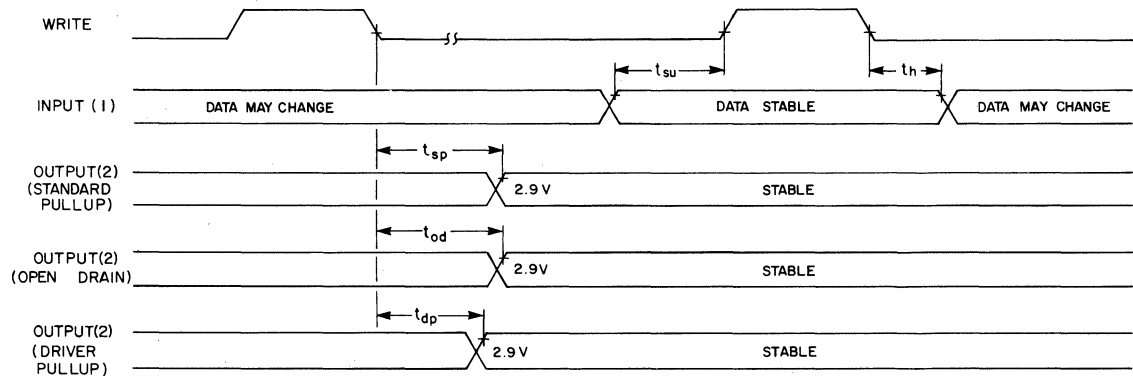 WRITE
tsu
th
INPUT (1)
DATA MAY CHANGE
DATA STABLE
DATA MAY CHANGE
tsp
OUTPUT(2)
(STANDARD
PULLUP)
2.9V
STABLE
tod
OUTPUT(2)
(OPEN DRAIN)
2.9V
STABLE
tdp
OUTPUT(2)
(DRIVER
PULLUP)
2.9V
STABLE